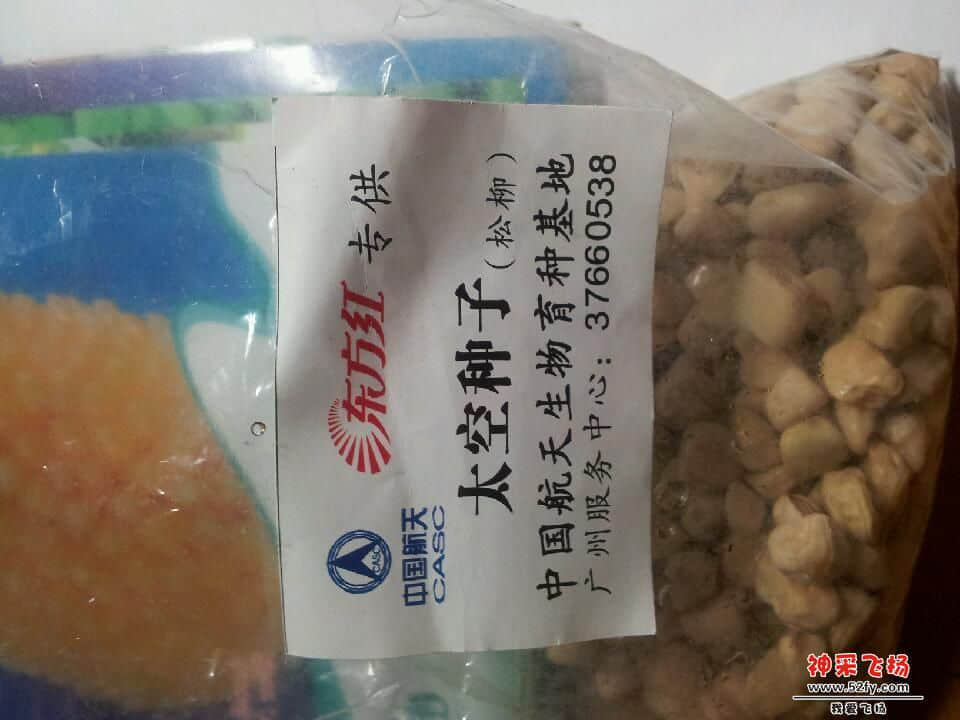 中国航天
CASC
CASC
东方红 专供
太空种子(松柳)
中国航天生物育种基地
广州服务中心:37660538
神采飞扬
www.52fy.com
我爱飞扬